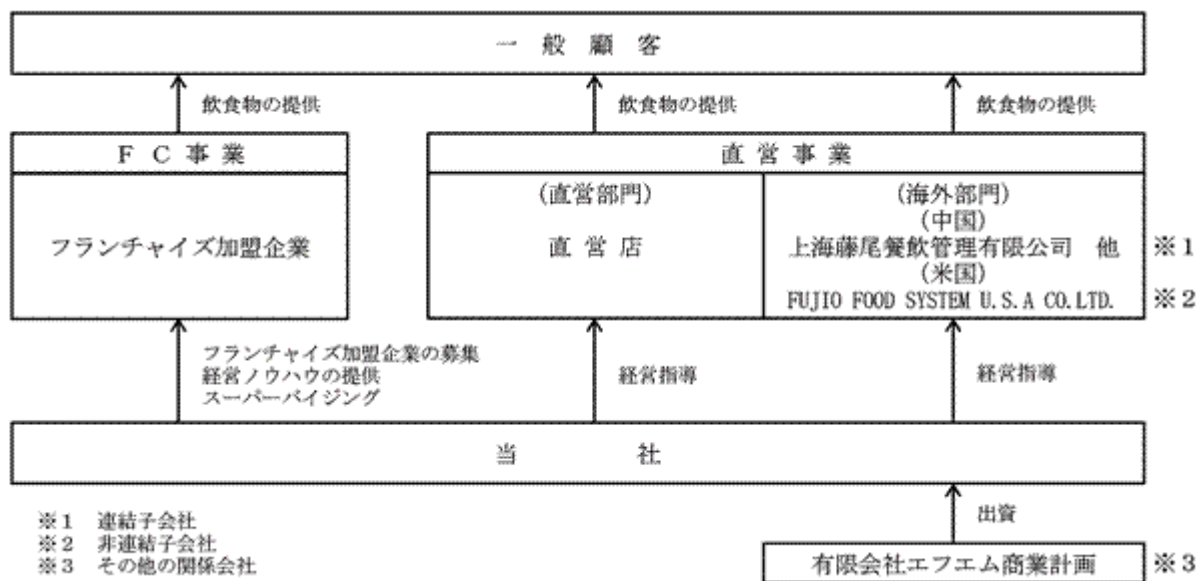 一般顧客
飲食物の提供
飲食物の提供
飲食物の提供
FC事業
フランチャイズ加盟企業
直営事業
(直営部門)
直営店
(海外部門)
(中国)
上海藤尾餐飲管理有限公司 他 ※1
(米国)
FUJIO FOOD SYSTEM U.S.A CO.LTD. ※2
フランチャイズ加盟企業の募集
経営ノウハウの提供
スーパーバイジング
経営指導
経営指導
当社
出資
有限会社エフエム商業計画 ※3
※1 連結子会社
※2 非連結子会社
※3 その他の関係会社